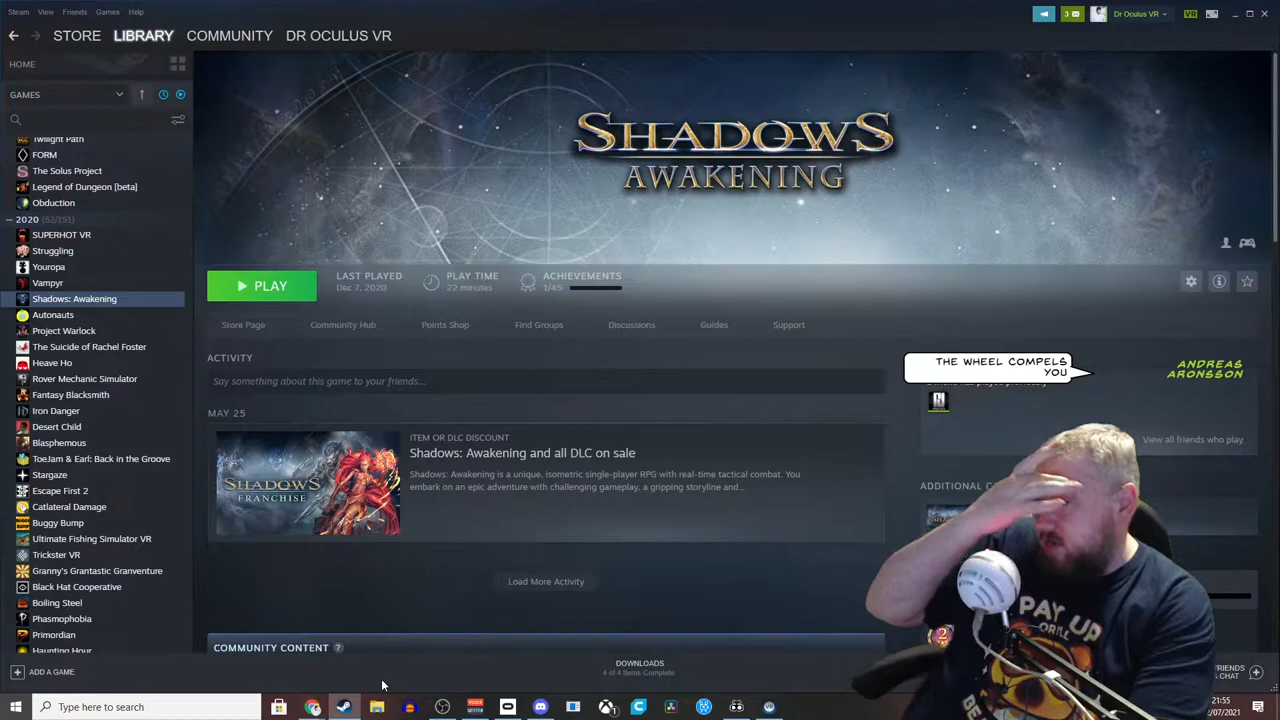 Steam View Friends Games Help
3
Dr Oculus VR
VR
STORE LIBRARY COMMUNITY DR OCULUS VR
HOME
GAMES
Twilight Path
FORM
The Solus Project
Legend of Dungeon [beta]
Obduction
2020 (52/151)
SUPERHOT VR
Struggling
Youropa
Vampyr
Shadows: Awakening
Autonauts
Project Warlock
The Suicide of Rachel Foster
Heave Ho
Rover Mechanic Simulator
Fantasy Blacksmith
Iron Danger
Desert Child
Blasphemous
ToeJam & Earl: Back in the Groove
Stargaze
Escape First 2
Catlateral Damage
Buggy Bump
Ultimate Fishing Simulator VR
Trickster VR
Granny's Grantastic Granventure
Black Hat Cooperative
Boiling Steel
Phasmophobia
Primordian
Haunting Hour
ADD A GAME
SHADOWS
AWAKENING
PLAY
LAST PLAYED
Dec 7, 2020
PLAY TIME
22 minutes
ACHIEVEMENTS
1/45
Store Page Community Hub Points Shop Find Groups Discussions Guides Support
ACTIVITY
Say something about this game to your friends...
MAY 25
SHADOWS
FRANCHISE
ITEM OR DLC DISCOUNT
Shadows: Awakening and all DLC on sale
Shadows: Awakening is a unique, isometric single-player RPG with real-time tactical combat. You
embark on an epic adventure with challenging gameplay, a gripping storyline and...
Load More Activity
COMMUNITY CONTENT ?
THE WHEEL COMPELS
YOU
ANDREAS
ARONSSON
View all friends who play
ADDITIONAL
PAY UP
2
DOWNLOADS
4 of 4 Items Complete
FRIENDS
CHAT
Type here to search
21:55
/07/2021